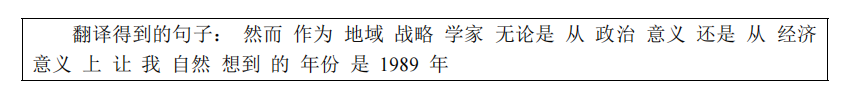 翻译得到的句子： 然而 作为 地域 战略 学家 无论是 从 政治 意义 还是 从 经济
意义 上 让 我 自然 想到 的 年份 是 1989 年